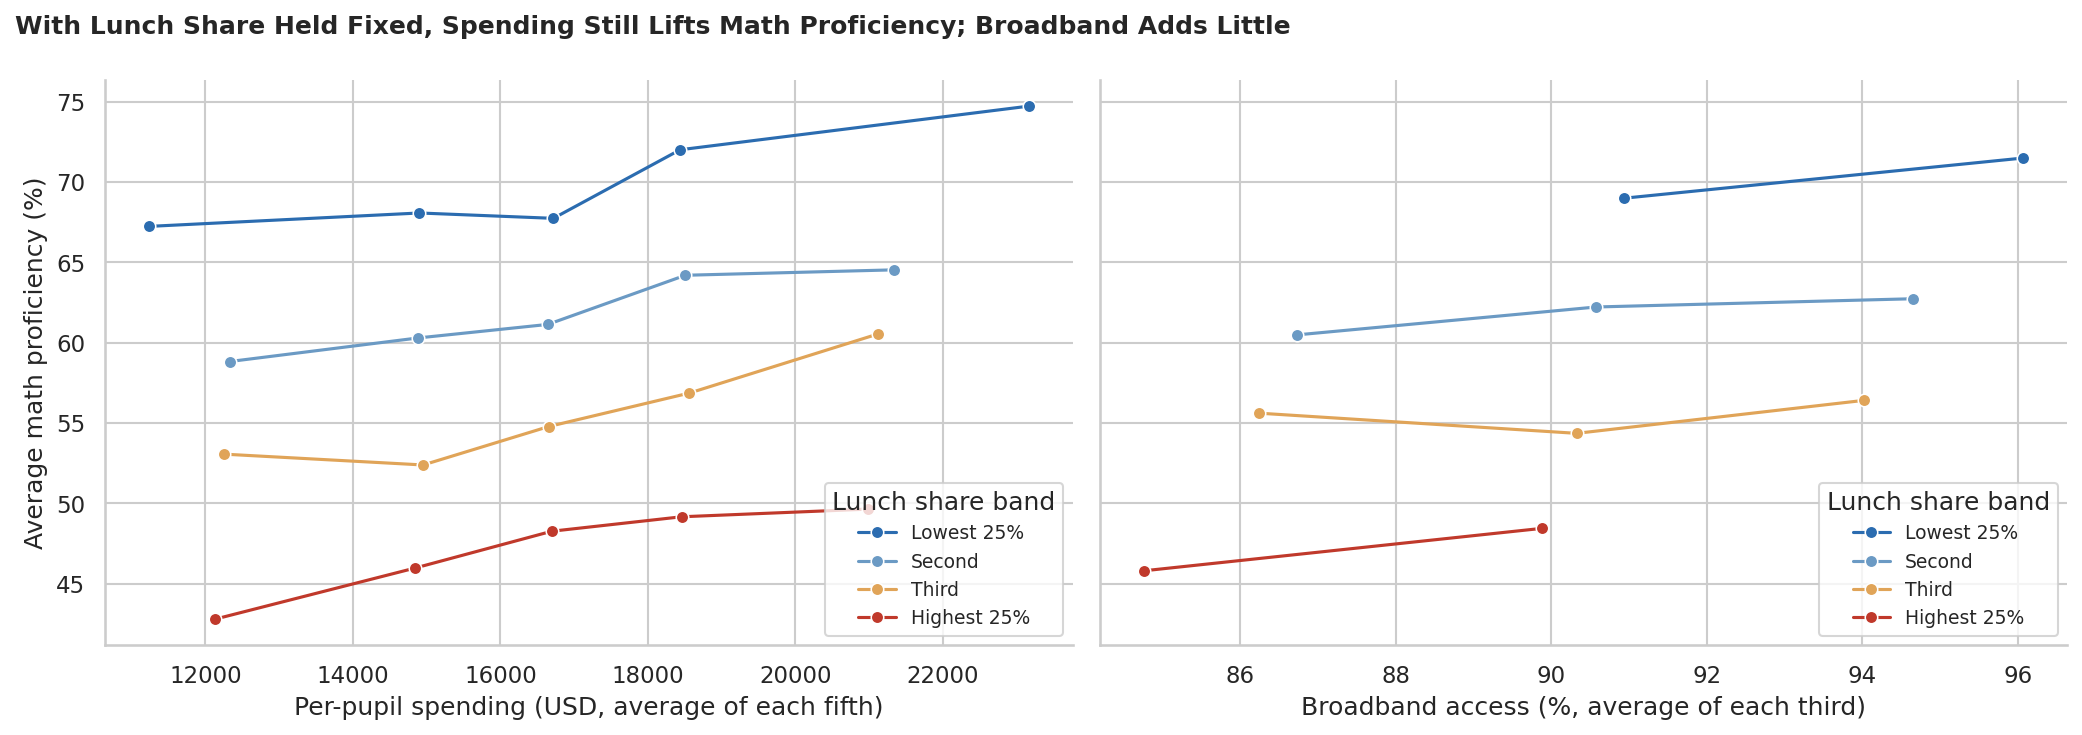 With Lunch Share Held Fixed, Spending Still Lifts Math Proficiency; Broadband Adds Little
Average math proficiency (%)
75
70
65
60
55
50
45
12000 14000 16000 18000 20000 22000
Per-pupil spending (USD, average of each fifth)
Lunch share band
Lowest 25%
Second
Third
Highest 25%
86 88 90 92 94 96
Broadband access (%, average of each third)
Lunch share band
Lowest 25%
Second
Third
Highest 25%